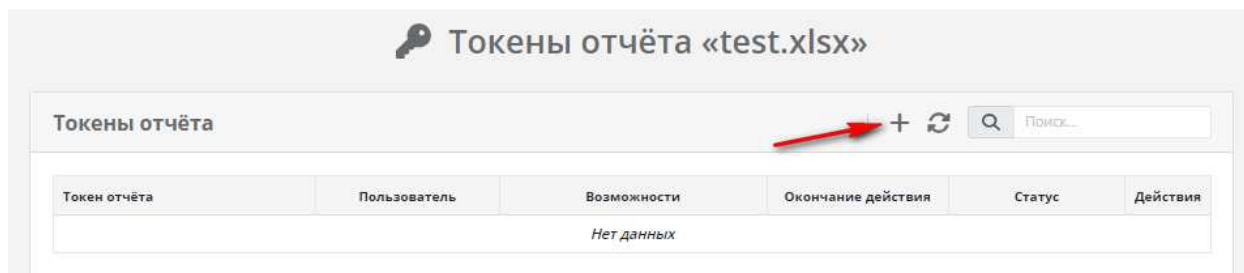 Токены отчёта «test.xlsx»
Токены отчёта
Поиск...
Токен отчёта Пользователь Возможности Окончание действия Статус Действия
Нет данных